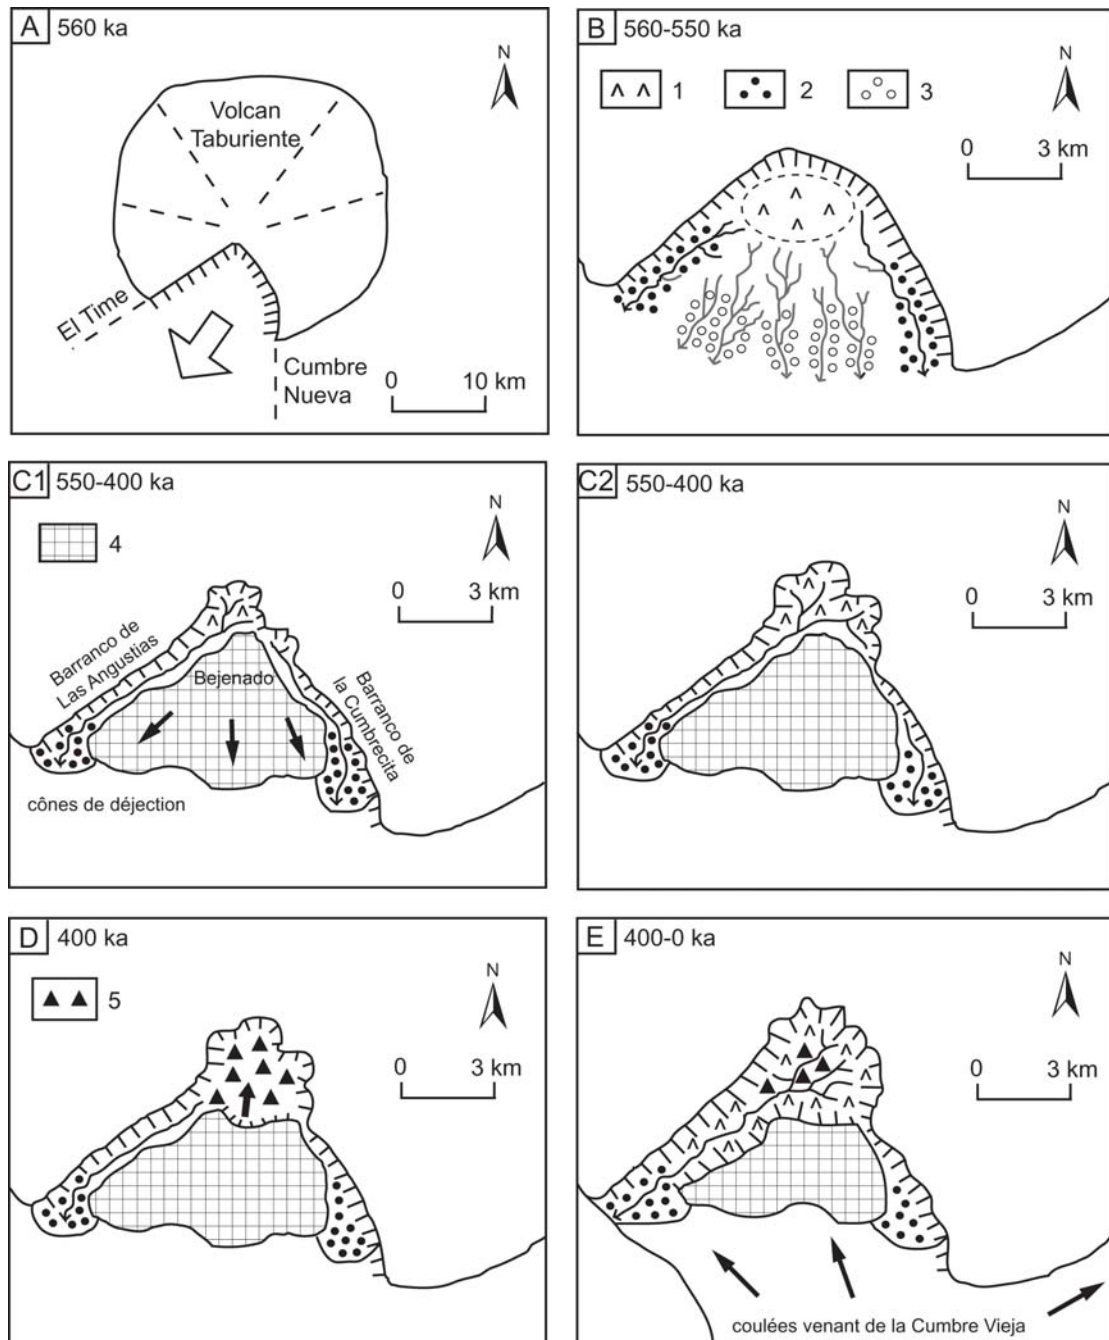 A 560 ka
N
Volcan
Taburiente
El Time
Cumbre
Nueva
0 10 km
B 560-550 ka
1 2 3
N
0 3 km
C1 550-400 ka
4
N
0 3 km
Barranco de
Las Angustias
Bejenado
Barranco de
la Cumbrecita
cônes de déjection
C2 550-400 ka
N
0 3 km
D 400 ka
5
N
0 3 km
E 400-0 ka
N
0 3 km
coulées venant de la Cumbre Vieja